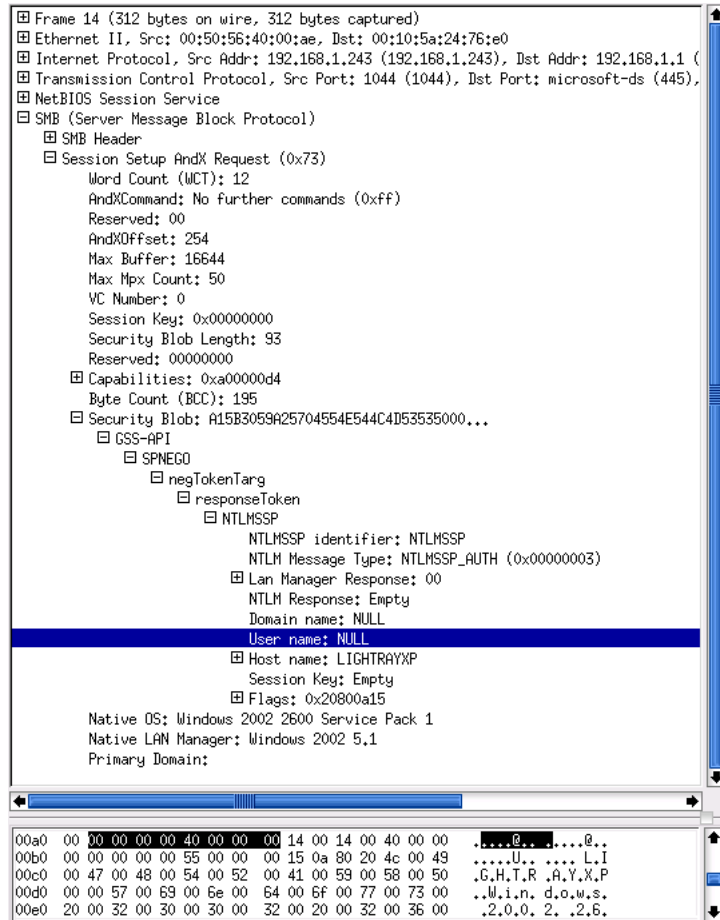 Frame 14 (312 bytes on wire, 312 bytes captured)
Ethernet II, Src: 00:50:56:40:00:ae, Dst: 00:10:5a:24:76:e0
Internet Protocol, Src Addr: 192.168.1.243 (192.168.1.243), Dst Addr: 192.168.1.1 (
Transmission Control Protocol, Src Port: 1044 (1044), Dst Port: microsoft-ds (445),
NetBIOS Session Service
SMB (Server Message Block Protocol)
SMB Header
Session Setup AndX Request (0x73)
Word Count (WCT): 12
AndXCommand: No further commands (0xff)
Reserved: 00
AndXOffset: 254
Max Buffer: 16644
Max Mpx Count: 50
VC Number: 0
Session Key: 0x00000000
Security Blob Length: 93
Reserved: 00000000
Capabilities: 0xa00000d4
Byte Count (BCC): 195
Security Blob: A15B3059A25704554E544C4D53535000...
GSS-API
SPNEGO
negTokenTarg
responseToken
NTLMSSP
NTLMSSP identifier: NTLMSSP
NTLM Message Type: NTLMSSP_AUTH (0x00000003)
Lan Manager Response: 00
NTLM Response: Empty
Domain name: NULL
User name: NULL
Host name: LIGHTRAYXP
Session Key: Empty
Flags: 0x20800a15
Native OS: Windows 2002 2600 Service Pack 1
Native LAN Manager: Windows 2002 5.1
Primary Domain:
00a0 00 00 00 00 00 40 00 00 00 14 00 14 00 40 00 00 .....@.. .....@..
00b0 00 00 00 00 00 55 00 00 00 15 0a 80 20 4c 00 49 .....U.. .... L.I
00c0 00 47 00 48 00 54 00 52 00 41 00 59 00 58 00 50 .G.H.T.R .A.Y.X.P
00d0 00 00 57 00 69 00 6e 00 64 00 6f 00 77 00 73 00 ..W.i.n. d.o.w.s.
00e0 20 00 32 00 30 00 30 00 32 00 20 00 32 00 36 00 .2.0.0. 2. .2.6.